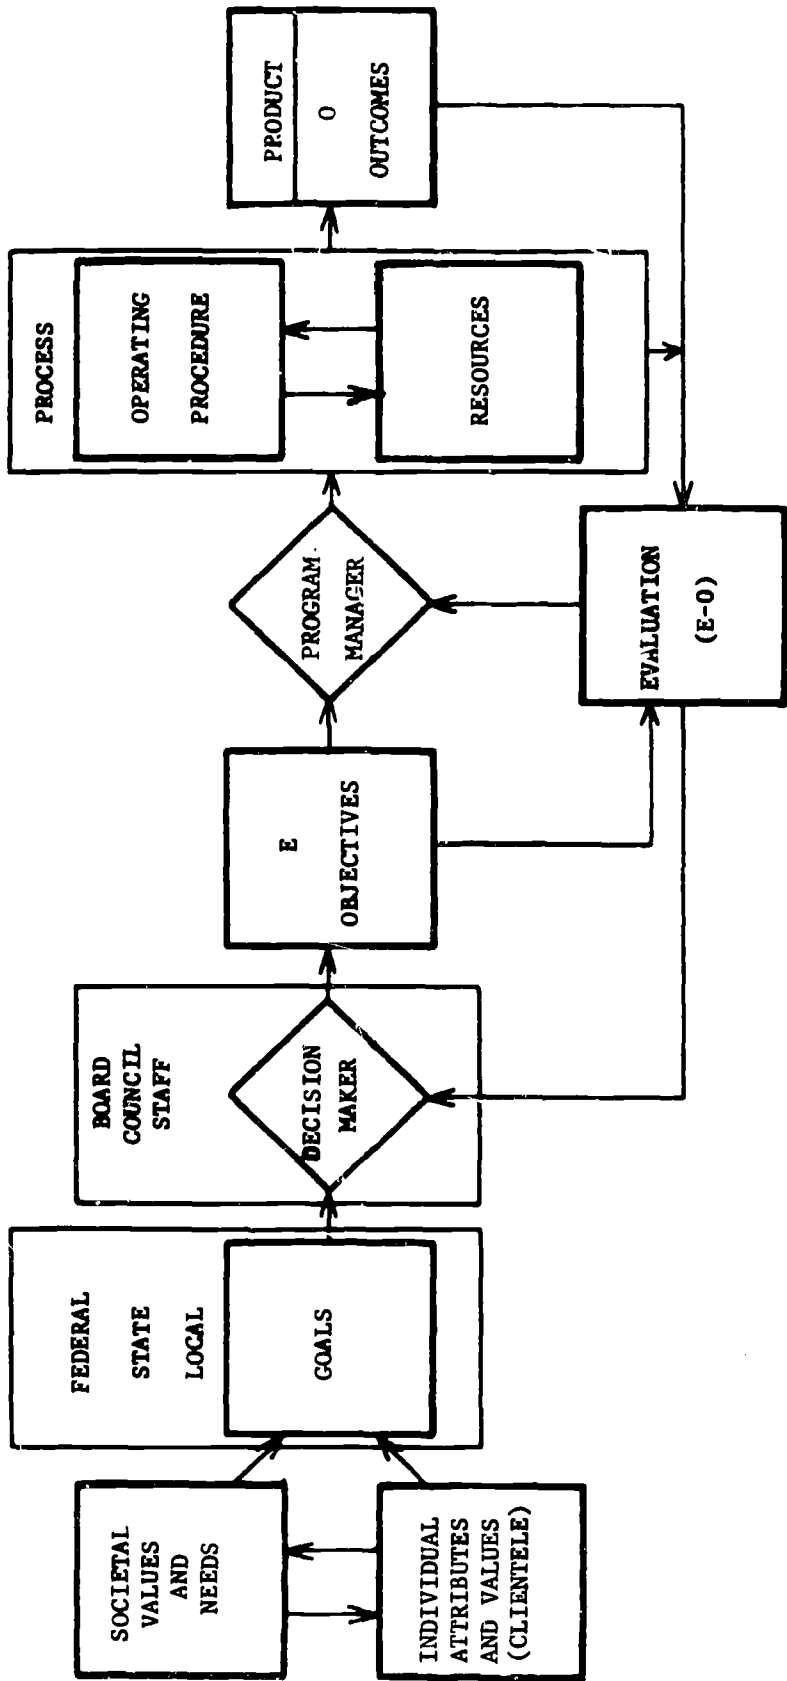 SOCIETAL
VALUES
AND
NEEDS
INDIVIDUAL
ATTRIBUTES
AND VALUES
(CLIENTELE)
FEDERAL
STATE
LOCAL
GOALS
BOARD
COUNCIL
STAFF
DECISION
MAKER
E
OBJECTIVES
PROGRAM
MANAGER
PROCESS
OPERATING
PROCEDURE
RESOURCES
PRODUCT
O
OUTCOMES
EVALUATION
(E-O)